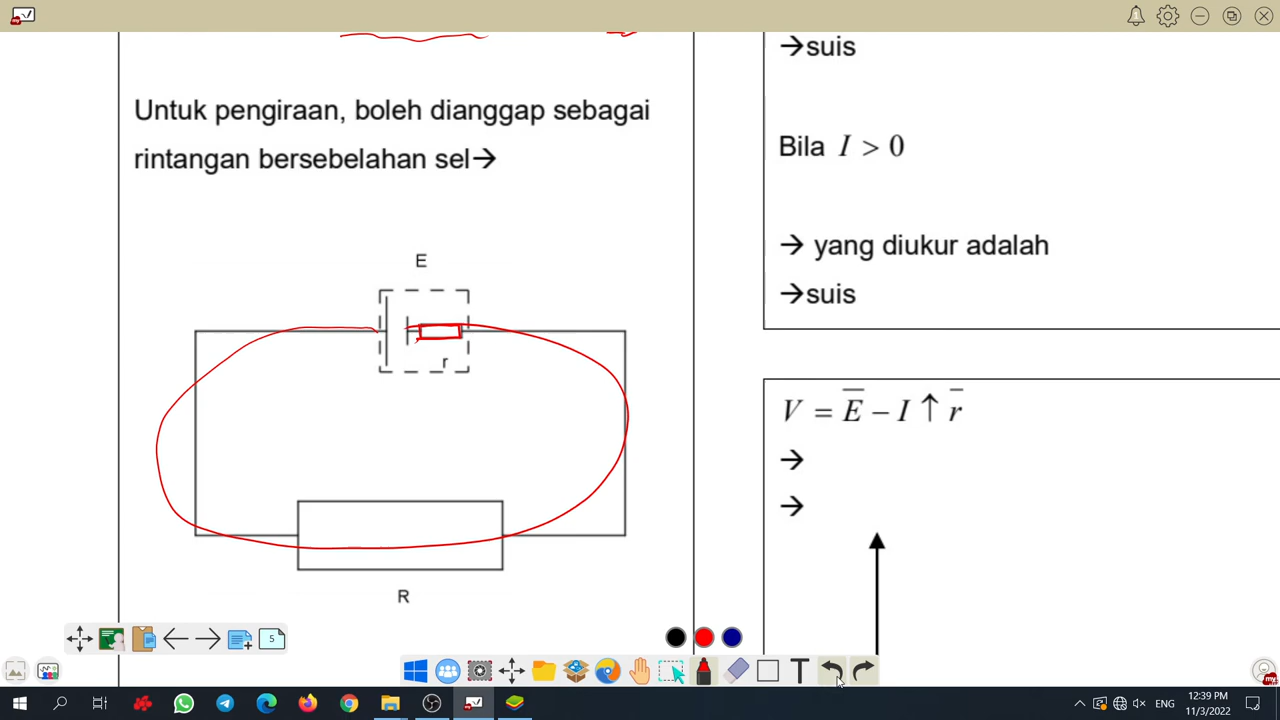 Untuk pengiraan, boleh dianggap sebagai
rintangan bersebelahan sel→
E
r
R
→suis
Bila I > 0
→ yang diukur adalah
→suis
V = E̅ – I ↑ r̅
→
→
5
T
12:39 PM
11/3/2022